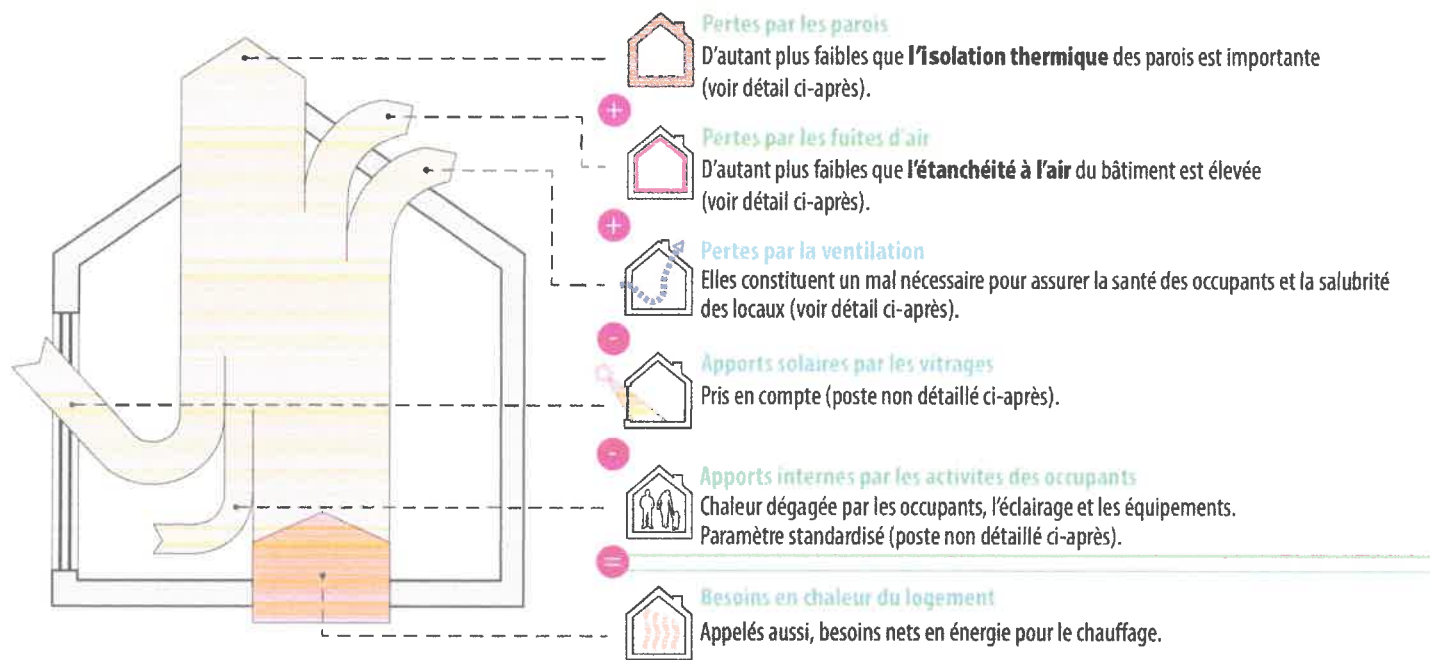 Pertes par les parois
D'autant plus faibles que l'isolation thermique des parois est importante
(voir détail ci-après).
+
Pertes par les fuites d'air
D'autant plus faibles que l'étanchéité à l'air du bâtiment est élevée
(voir détail ci-après).
+
Pertes par la ventilation
Elles constituent un mal nécessaire pour assurer la santé des occupants et la salubrité
des locaux (voir détail ci-après).
-
Apports solaires par les vitrages
Pris en compte (poste non détaillé ci-après).
-
Apports internes par les activites des occupants
Chaleur dégagée par les occupants, l'éclairage et les équipements.
Paramètre standardisé (poste non détaillé ci-après).
=
Besoins en chaleur du logement
Appelés aussi, besoins nets en énergie pour le chauffage.